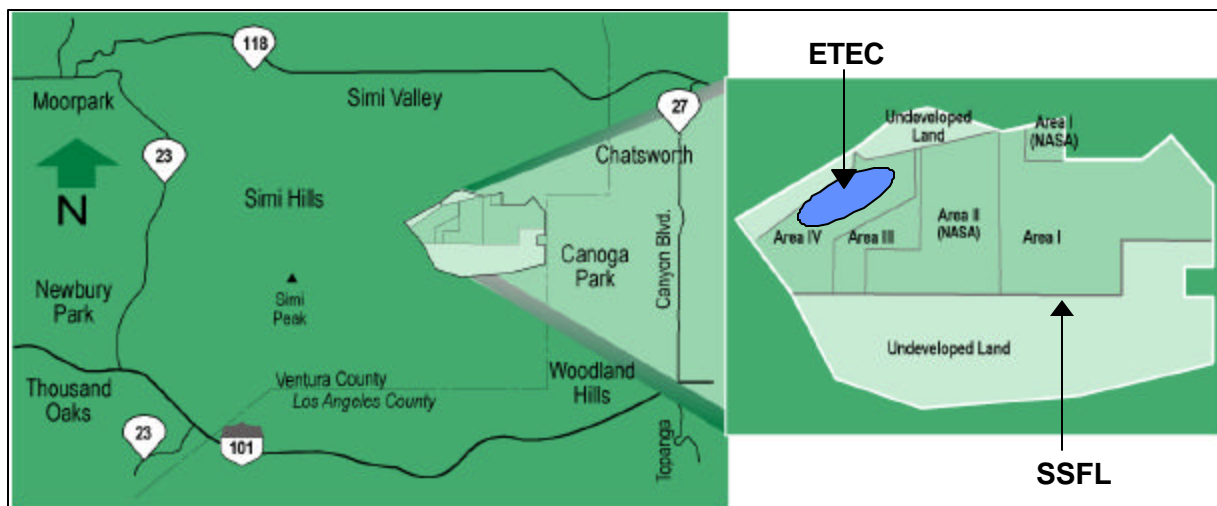 118
Moorpark
Simi Valley
27
23
Chatsworth
N
Simi Hills
Canoga
Park
Canyon Blvd.
Newbury
Park
Simi
Peak
Thousand
Oaks
Ventura County
Los Angeles County
Woodland
Hills
23
101
Topanga
ETEC
Undeveloped
Land
Area I
(NASA)
Area IV
Area III
Area II
(NASA)
Area I
Undeveloped Land
SSFL